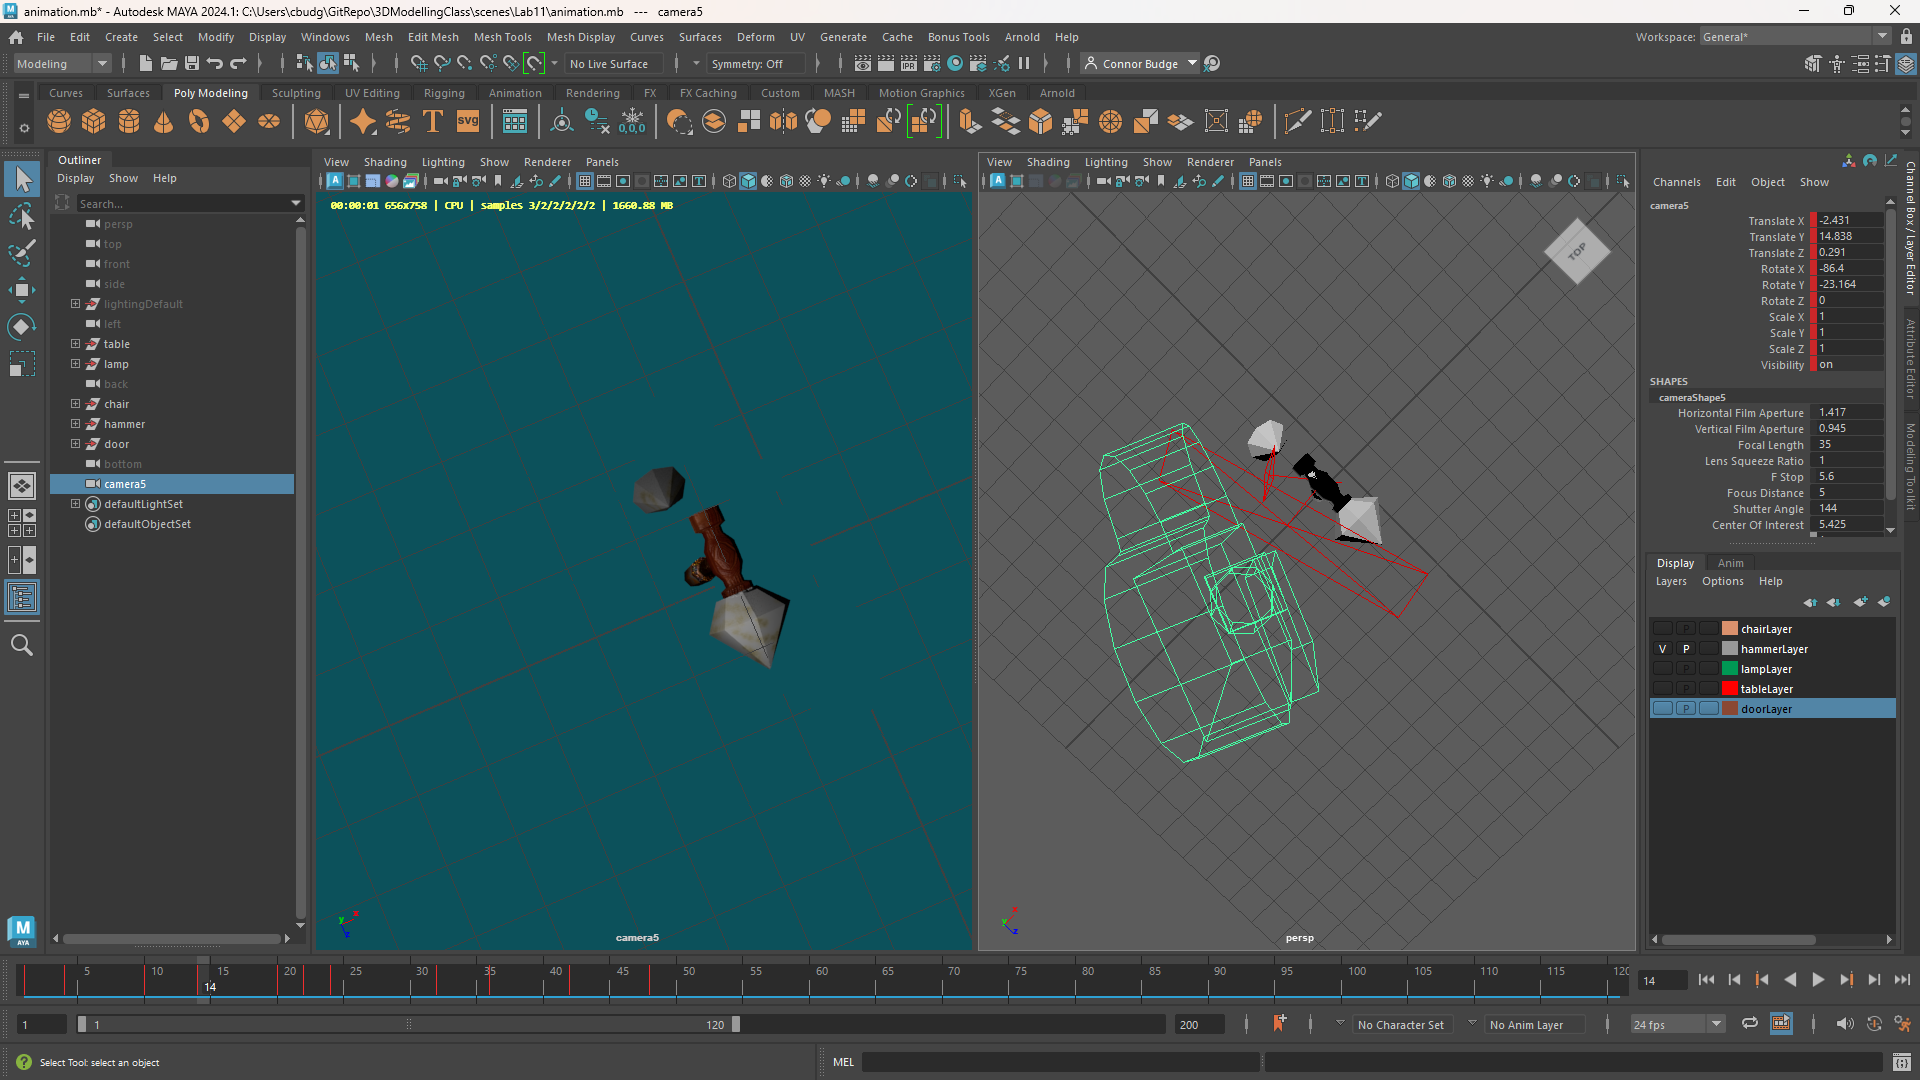 animation.mb* - Autodesk MAYA 2024.1: C:\Users\cbudg\GitRepo\3DModellingClass\scenes\Lab11\animation.mb --- camera5
File Edit Create Select Modify Display Windows Mesh Edit Mesh Mesh Tools Mesh Display Curves Surfaces Deform UV Generate Cache Bonus Tools Arnold Help
Workspace: General*
Modeling
No Live Surface
Symmetry: Off
Connor Budge
Curves Surfaces Poly Modeling Sculpting UV Editing Rigging Animation Rendering FX FX Caching Custom MASH Motion Graphics XGen Arnold
Outliner
Display Show Help
Search...
persp
top
front
side
lightingDefault
left
table
lamp
back
chair
hammer
door
bottom
camera5
defaultLightSet
defaultObjectSet
View Shading Lighting Show Renderer Panels
00:00:01 656x758 | CPU | samples 3/2/2/2/2/2 | 1660.88 MB
camera5
View Shading Lighting Show Renderer Panels
TOP
persp
Channels Edit Object Show
camera5
Translate X -2.431
Translate Y 14.838
Translate Z 0.291
Rotate X -86.4
Rotate Y -23.164
Rotate Z 0
Scale X 1
Scale Y 1
Scale Z 1
Visibility on
SHAPES
cameraShape5
Horizontal Film Aperture 1.417
Vertical Film Aperture 0.945
Focal Length 35
Lens Squeeze Ratio 1
F Stop 5.6
Focus Distance 5
Shutter Angle 144
Center Of Interest 5.425
Channel Box / Layer Editor
Attribute Editor
Modeling Toolkit
Display Anim
Layers Options Help
P chairLayer
V P hammerLayer
P lampLayer
P tableLayer
P doorLayer
5 10 15 20 25 30 35 40 45 50 55 60 65 70 75 80 85 90 95 100 105 110 115 120
14
14
1
1
120
200
No Character Set
No Anim Layer
24 fps
Select Tool: select an object
MEL